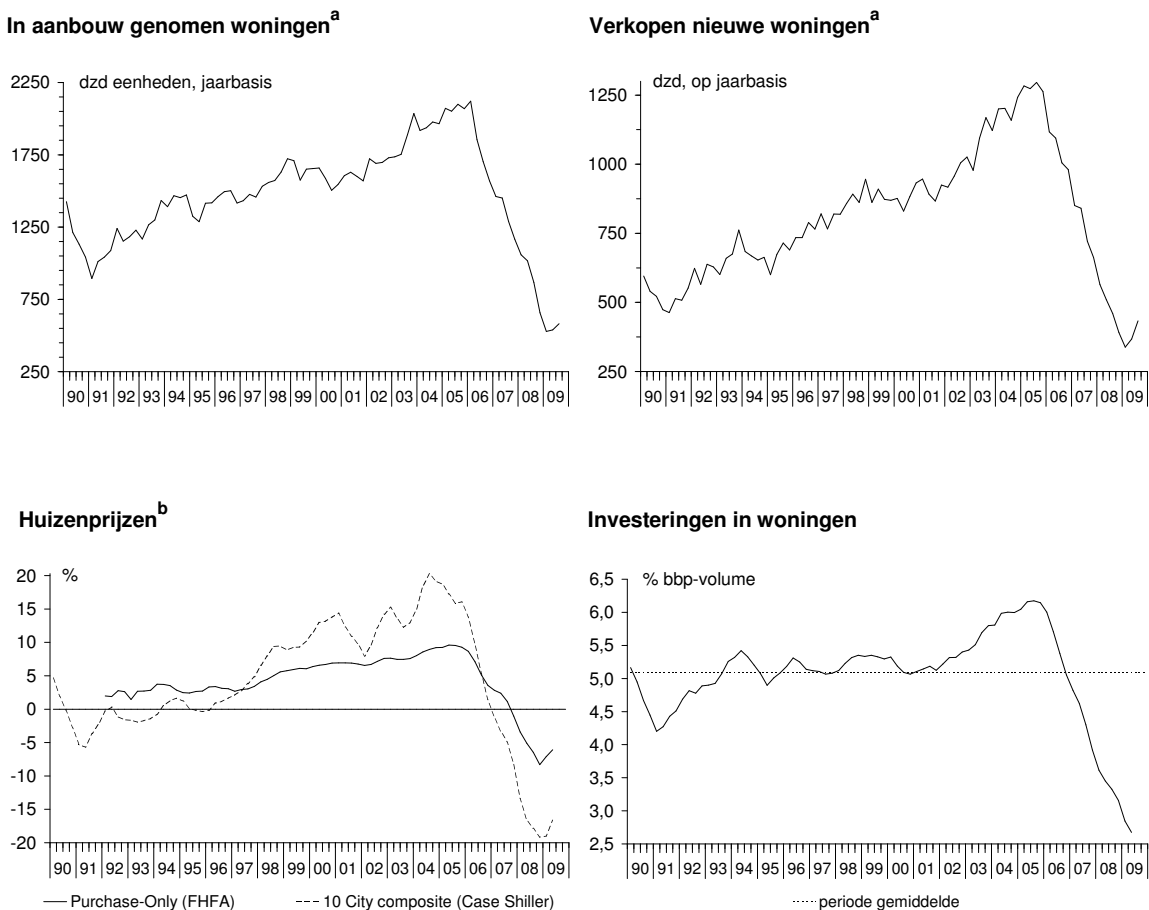 In aanbouw genomen woningen^a
dzd eenheden, jaarbasis
2250
1750
1250
750
250
90 91 92 93 94 95 96 97 98 99 00 01 02 03 04 05 06 07 08 09
Verkopen nieuwe woningen^a
dzd, op jaarbasis
1250
1000
750
500
250
90 91 92 93 94 95 96 97 98 99 00 01 02 03 04 05 06 07 08 09
Huizenprijzen^b
%
20
15
10
5
0
-5
-10
-15
-20
90 91 92 93 94 95 96 97 98 99 00 01 02 03 04 05 06 07 08 09
Purchase-Only (FHFA) 10 City composite (Case Shiller)
Investeringen in woningen
% bbp-volume
6,5
6,0
5,5
5,0
4,5
4,0
3,5
3,0
2,5
90 91 92 93 94 95 96 97 98 99 00 01 02 03 04 05 06 07 08 09
periode gemiddelde